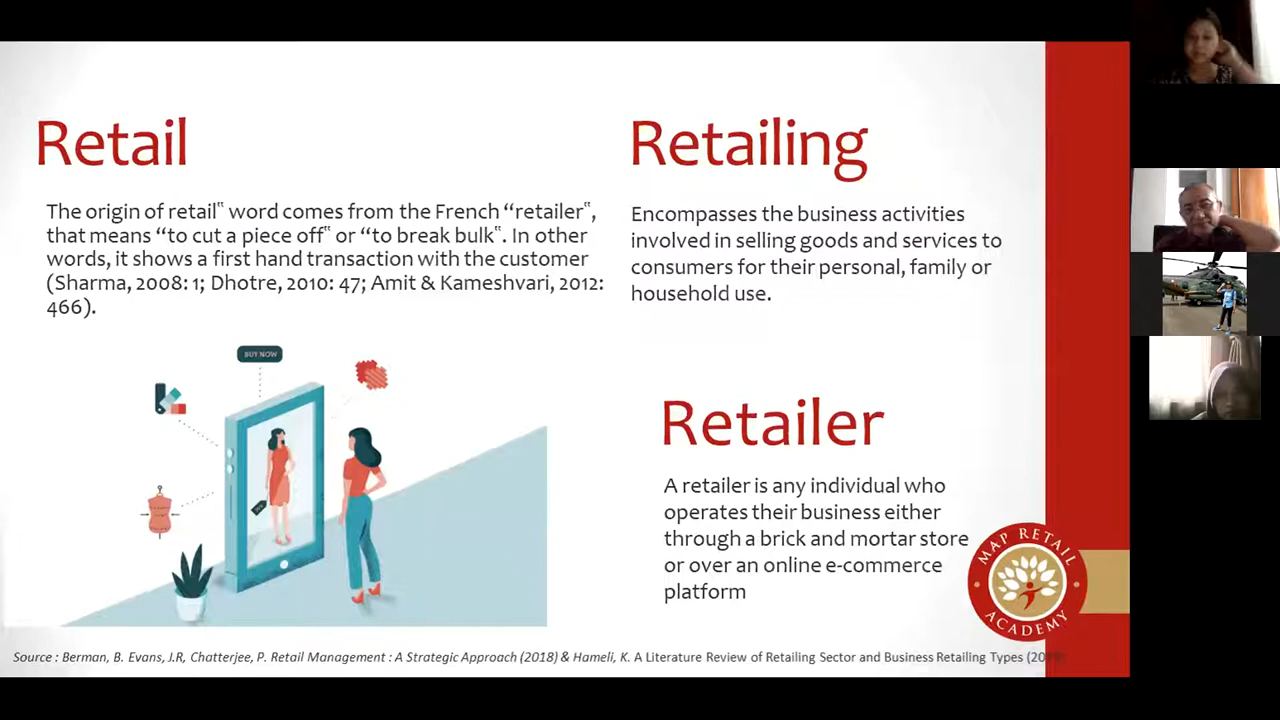 Retail
The origin of retail‟ word comes from the French “retailer‟,
that means “to cut a piece off‟ or “to break bulk‟. In other
words, it shows a first hand transaction with the customer
(Sharma, 2008: 1; Dhotre, 2010: 47; Amit & Kameshvari, 2012:
466).
BUY NOW
Retailing
Encompasses the business activities
involved in selling goods and services to
consumers for their personal, family or
household use.
Retailer
A retailer is any individual who
operates their business either
through a brick and mortar store
or over an online e-commerce
platform
MAP RETAIL
ACADEMY
Source : Berman, B. Evans, J.R, Chatterjee, P. Retail Management : A Strategic Approach (2018) & Hameli, K. A Literature Review of Retailing Sector and Business Retailing Types